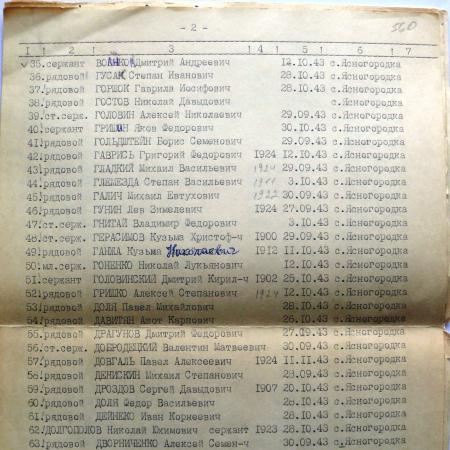 - 2 -
560
1 2 3 4 5 6 7
35. сержант ВОЛНКО Дмитрий Андреевич 12.10.43 с.Ясногородка
36. рядовой ГУСАК Степан Иванович 28.10.43 с.Ясногородка
37. рядовой ГОРШОК Гаврила Иосифович 28.10.43 с.Ясногородка
38. рядовой ГОСТОВ Николай Давыдович с.Ясногородка
39. ст.серж. ГОЛОВИН Алексей Николаевич 29.09.43 с.Ясногородка
40. сержант ГРИШИН Яков Федорович 30.10.43 с.Ясногородка
41. рядовой ГОЛЬДШТЕЙН Борис Семенович 29.09.43 с.Ясногородка
42. рядовой ГАВРИСЬ Григорий Федорович 1924 12.10.43 с.Ясногородка
43. рядовой ГЛАДКИЙ Михаил Васильевич 1924 29.09.43 с.Ясногородка
44. рядовой ГЛЕМЕЗДА Степан Васильевич 3.10.43 с.Ясногородка
45. рядовой ГАЛИЧ Михаил Евтухович 1922 30.09.43 с.Ясногородка
46. рядовой ГУНИН Лев Зимелевич 1924 27.09.43 с.Ясногородка
47. ст.серж. ГНИТАЙ Владимир Федорович 3.10.43 с.Ясногородка
48. ст.серж. ГЕРАСИМОВ Кузьма Христоф-ч 1900 29.09.43 с.Ясногородка
49. рядовой ГАНЖА Кузьма Николаевич 1912 11.10.43 с.Ясногородка
50. мл.серж. ГОНЕНКО Николай Лукьянович 12.10.43 с.Ясногородка
51. сержант ГОЛОВИНСКИЙ Дмитрий Кирил-ч 1902 25.10.43 с.Ясногородка
52. рядовой ГРИШКО Алексей Степанович 1924 12.10.43 с.Ясногородка
53. рядовой ДОЛЯ Павел Михайлович 28.10.43 с.Ясногородка
54. рядовой ДАВИТЯН Ашот Карпович 26.10.43 с.Ясногородка
55. рядовой ДРАГУНОВ Дмитрий Федорович 27.10.43 с.Ясногородка
56. ст.серж. ДОБРОДЕЦКИЙ Валентин Матвеевич 30.09.43 с.Ясногородка
57. рядовой ДОВГАЛЬ Павел Алексеевич 1924 11.11.43 с.Ясногородка
58. рядовой ДЕНИСКИН Михаил Степанович 28.09.43 с.Ясногородка
59. рядовой ДРОЗДОВ Сергей Давыдович 1907 20.10.43 с.Ясногородка
60. рядовой ДОЛЯ Федор Васильевич 28.10.43 с.Ясногородка
61. рядовой ДЕЙНЕКО Иван Корнеевич 28.10.43 с.Ясногородка
62. ДОЛГОПОЛОВ Николай Юхимович сержант 1923 28.10.43 с.Ясногородка
63. рядовой ДВОРНИЧЕНКО Алексей Семен-ч 30.09.43 с.Ясногородка